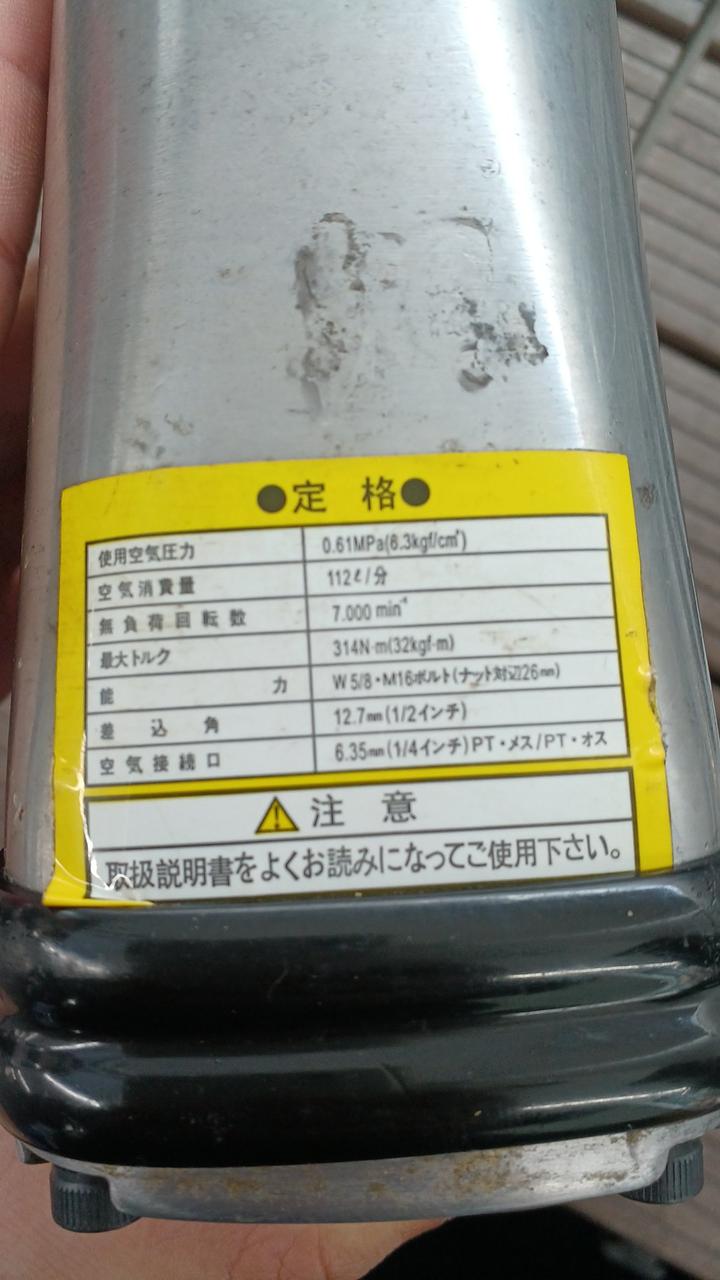 ●定 格●
使用空気圧力 0.61MPa(6.3kgf/cm²)
空気消費量 112ℓ/分
無負荷回転数 7.000 min⁻¹
最大トルク 314N·m(32kgf·m)
能力 W5/8・M16ボルト(ナット対辺26mm)
差込角 12.7mm(1/2インチ)
空気接続口 6.35mm(1/4インチ)PT・メス/PT・オス
⚠注 意
取扱説明書をよくお読みになってご使用下さい。